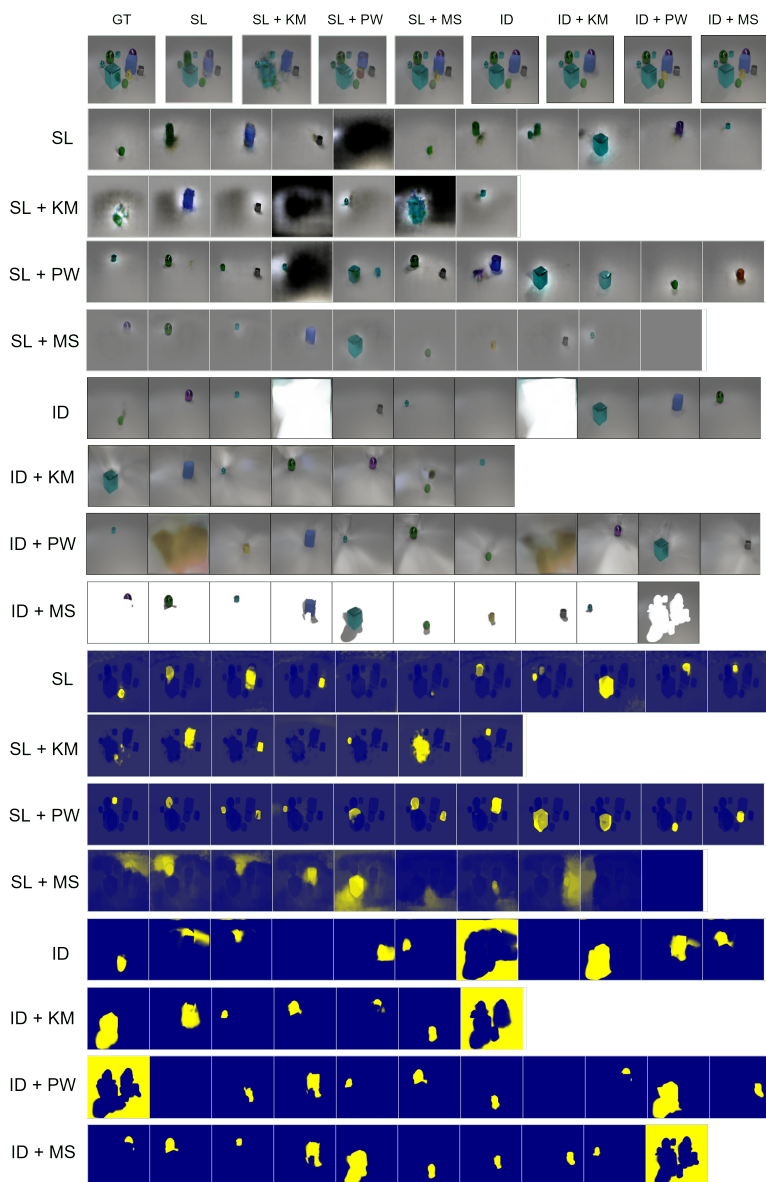 GT SL SL + KM SL + PW SL + MS ID ID + KM ID + PW ID + MS
SL
SL + KM
SL + PW
SL + MS
ID
ID + KM
ID + PW
ID + MS
SL
SL + KM
SL + PW
SL + MS
ID
ID + KM
ID + PW
ID + MS